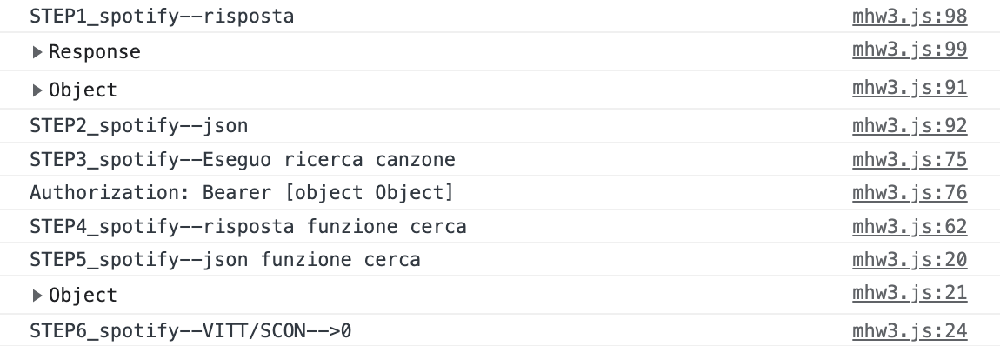 STEP1_spotify--risposta mhw3.js:98
▶ Response mhw3.js:99
▶ Object mhw3.js:91
STEP2_spotify--json mhw3.js:92
STEP3_spotify--Eseguo ricerca canzone mhw3.js:75
Authorization: Bearer [object Object] mhw3.js:76
STEP4_spotify--risposta funzione cerca mhw3.js:62
STEP5_spotify--json funzione cerca mhw3.js:20
▶ Object mhw3.js:21
STEP6_spotify--VITT/SCON-->0 mhw3.js:24